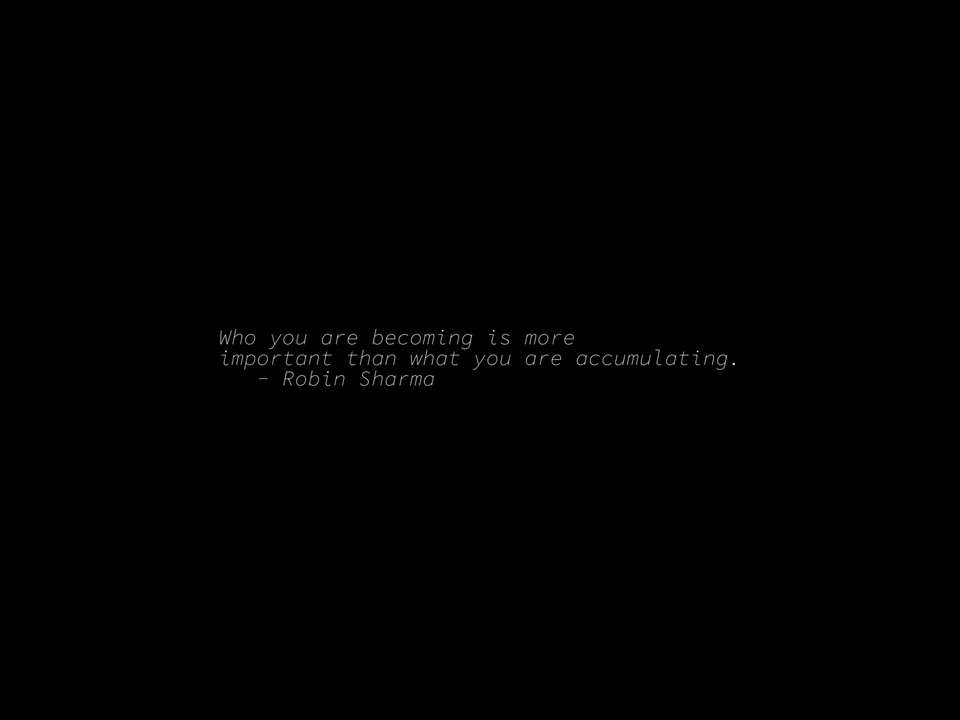 Who you are becoming is more
important than what you are accumulating.
– Robin Sharma